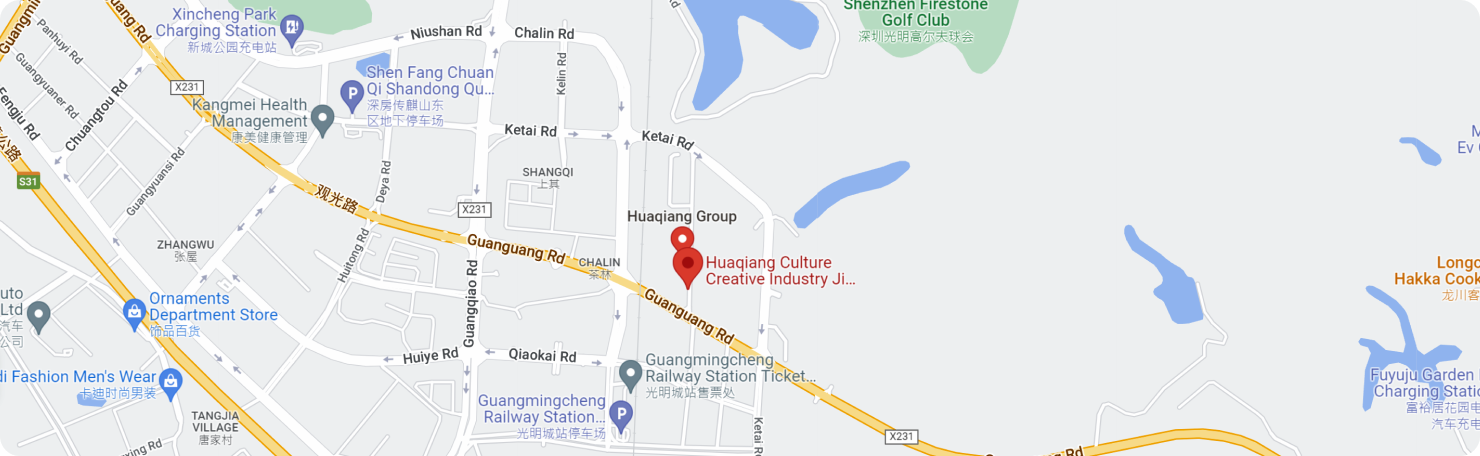 Shenzhen Firestone
Golf Club
深圳光明高尔夫球会
Xincheng Park
Charging Station
新城公园充电站
Niushan Rd
Chalin Rd
Kelin Rd
Panhuyi Rd
Guangyuaner Rd
Chuangtou Rd
Fengju Rd
X231
Shen Fang Chuan
Qi Shandong Qu...
深房传麒山东
区地下停车场
Kangmei Health
Management
康美健康管理
Ketai Rd
Ketai Rd
S31
Guangyuansi Rd
Deya Rd
SHANGQI
上其
观光路
X231
Huaqiang Group
ZHANGWU
张屋
Huitong Rd
Guanguang Rd
CHALIN
茶林
Huaqiang Culture
Creative Industry Ji...
Guangqiao Rd
Guanguang Rd
Ornaments
Department Store
饰品百货
Huiye Rd
Qiaokai Rd
Guangmingcheng
Railway Station Ticket...
光明城站售票处
di Fashion Men's Wear
卡迪时尚男装
Guangmingcheng
Railway Station...
光明城站停车场
TANGJIA
VILLAGE
唐家村
Ketai Rd
X231
Hakka Cook
龙川客
Fuyuju Garden
Charging Statio
富裕居花园电
汽车充电